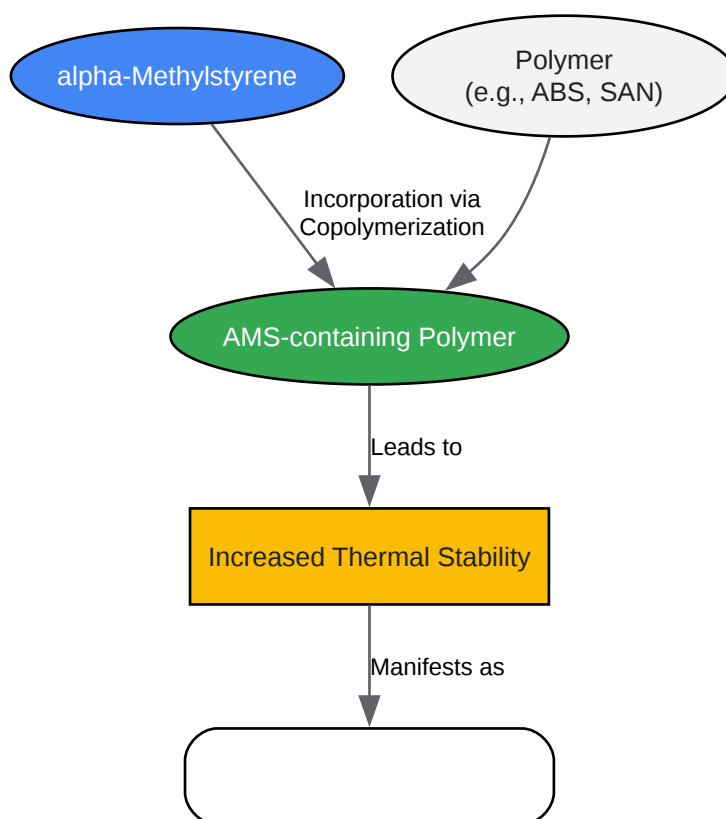 alpha-Methylstyrene
Polymer
(e.g., ABS, SAN)
Incorporation via
Copolymerization
AMS-containing Polymer
Leads to
Increased Thermal Stability
Manifests as